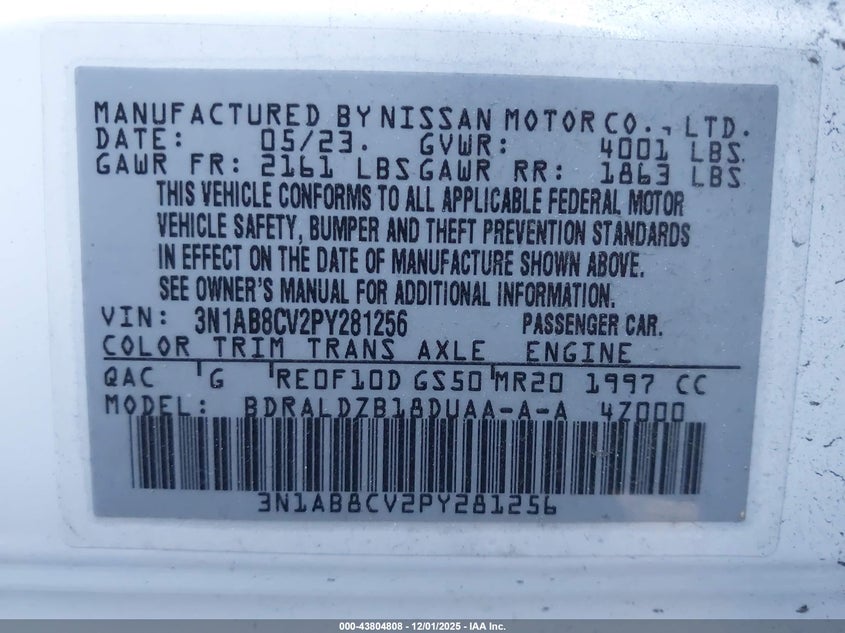 MANUFACTURED BY NISSAN MOTOR CO., LTD.
DATE: 05/23. GVWR: 4001 LBS.
GAWR FR: 2161 LBS GAWR RR: 1863 LBS
THIS VEHICLE CONFORMS TO ALL APPLICABLE FEDERAL MOTOR
VEHICLE SAFETY, BUMPER AND THEFT PREVENTION STANDARDS
IN EFFECT ON THE DATE OF MANUFACTURE SHOWN ABOVE.
SEE OWNER'S MANUAL FOR ADDITIONAL INFORMATION.
VIN: 3N1AB8CV2PY281256 PASSENGER CAR.
COLOR TRIM TRANS AXLE ENGINE
QAC G RE0F10D GS50 MR20 1997 CC
MODEL: BDRALDZB18DUAA-A-A 4Z000
3N1AB8CV2PY281256
000-43804808 - 12/01/2025 - IAA Inc.